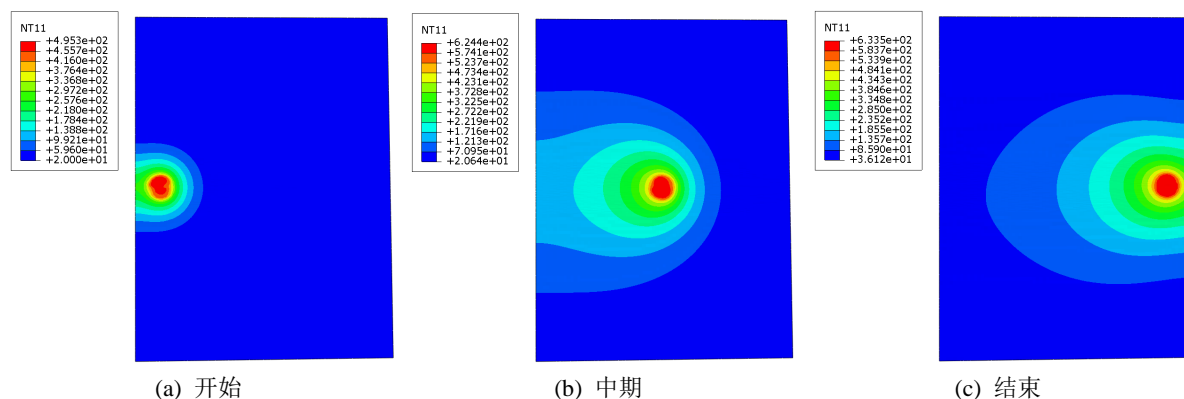 NT11
+4.953e+02
+4.557e+02
+4.160e+02
+3.764e+02
+3.368e+02
+2.972e+02
+2.576e+02
+2.180e+02
+1.784e+02
+1.388e+02
+9.921e+01
+5.960e+01
+2.000e+01
(a) 开始
NT11
+6.244e+02
+5.741e+02
+5.237e+02
+4.734e+02
+4.231e+02
+3.728e+02
+3.225e+02
+2.722e+02
+2.219e+02
+1.716e+02
+1.213e+02
+7.095e+01
+2.064e+01
(b) 中期
NT11
+6.335e+02
+5.837e+02
+5.339e+02
+4.841e+02
+4.343e+02
+3.846e+02
+3.348e+02
+2.850e+02
+2.352e+02
+1.855e+02
+1.357e+02
+8.590e+01
+3.612e+01
(c) 结束